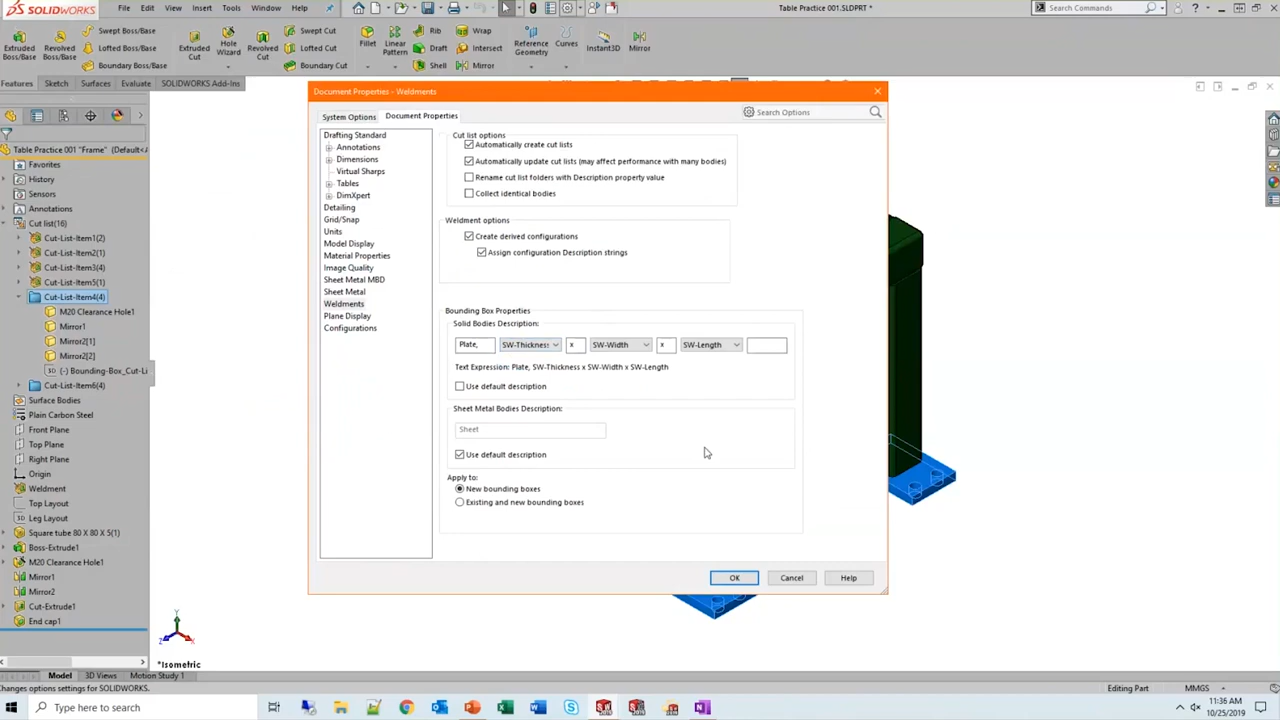 SOLIDWORKS File Edit View Insert Tools Window Help Table Practice 001.SLDPRT * Search Commands
Extruded Boss/Base
Revolved Boss/Base
Swept Boss/Base
Lofted Boss/Base
Boundary Boss/Base
Extruded Cut
Hole Wizard
Revolved Cut
Swept Cut
Lofted Cut
Boundary Cut
Fillet
Linear Pattern
Rib
Draft
Shell
Wrap
Intersect
Mirror
Reference Geometry
Curves
Instant3D
Mirror
Features Sketch Surfaces Evaluate SOLIDWORKS Add-Ins
Table Practice 001 "Frame" (Default<A
Favorites
History
Sensors
Annotations
Cut list(16)
Cut-List-Item1(2)
Cut-List-Item2(1)
Cut-List-Item3(4)
Cut-List-Item5(1)
Cut-List-Item4(4)
M20 Clearance Hole1
Mirror1
Mirror2[1]
Mirror2[2]
(-) Bounding-Box_Cut-Li
Cut-List-Item6(4)
Surface Bodies
Plain Carbon Steel
Front Plane
Top Plane
Right Plane
Origin
Weldment
Top Layout
Leg Layout
Square tube 80 X 80 X 5(1)
Boss-Extrude1
M20 Clearance Hole1
Mirror1
Mirror2
Cut-Extrude1
End cap1
Document Properties - Weldments
System Options Document Properties Search Options
Drafting Standard
Annotations
Dimensions
Virtual Sharps
Tables
DimXpert
Detailing
Grid/Snap
Units
Model Display
Material Properties
Image Quality
Sheet Metal MBD
Sheet Metal
Weldments
Plane Display
Configurations
Cut list options
Automatically create cut lists
Automatically update cut lists (may affect performance with many bodies)
Rename cut list folders with Description property value
Collect identical bodies
Weldment options
Create derived configurations
Assign configuration Description strings
Bounding Box Properties
Solid Bodies Description:
Plate, SW-Thickness x SW-Width x SW-Length
Text Expression: Plate, SW-Thickness x SW-Width x SW-Length
Use default description
Sheet Metal Bodies Description:
Sheet
Use default description
Apply to:
New bounding boxes
Existing and new bounding boxes
OK Cancel Help
Y
Z X
*Isometric
Model 3D Views Motion Study 1
Changes options settings for SOLIDWORKS. Editing Part MMGS
Type here to search
11:36 AM
10/25/2019